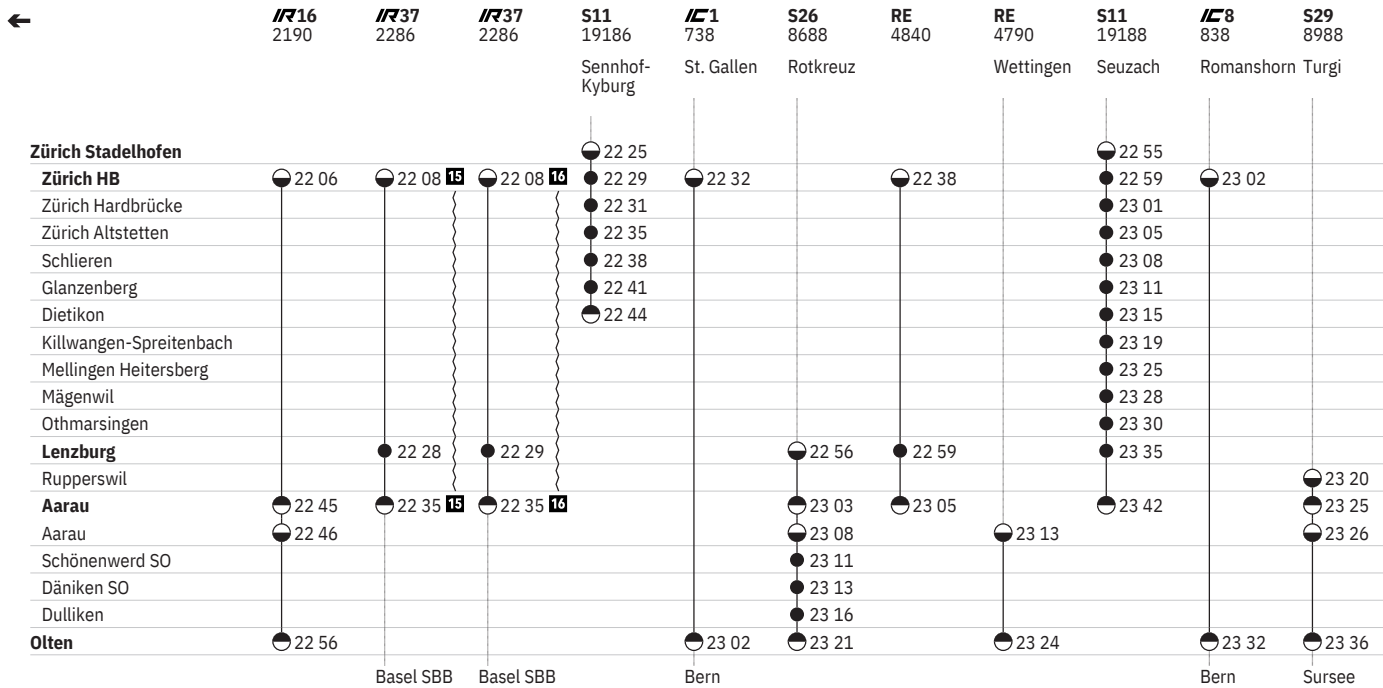 ← IR16 IR37 IR37 S11 IC1 S26 RE RE S11 IC8 S29
2190 2286 2286 19186 738 8688 4840 4790 19188 838 8988
Sennhof- St. Gallen Rotkreuz Wettingen Seuzach Romanshorn Turgi
Kyburg
Zürich Stadelhofen 22 25 22 55
Zürich HB 22 06 22 08 15 22 08 16 22 29 22 32 22 38 22 59 23 02
Zürich Hardbrücke 22 31 23 01
Zürich Altstetten 22 35 23 05
Schlieren 22 38 23 08
Glanzenberg 22 41 23 11
Dietikon 22 44 23 15
Killwangen-Spreitenbach 23 19
Mellingen Heitersberg 23 25
Mägenwil 23 28
Othmarsingen 23 30
Lenzburg 22 28 22 29 22 56 22 59 23 35
Rupperswil 23 20
Aarau 22 45 22 35 15 22 35 16 23 03 23 05 23 42 23 25
Aarau 22 46 23 08 23 13 23 26
Schönenwerd SO 23 11
Däniken SO 23 13
Dulliken 23 16
Olten 22 56 23 02 23 21 23 24 23 32 23 36
Basel SBB Basel SBB Bern Bern Sursee